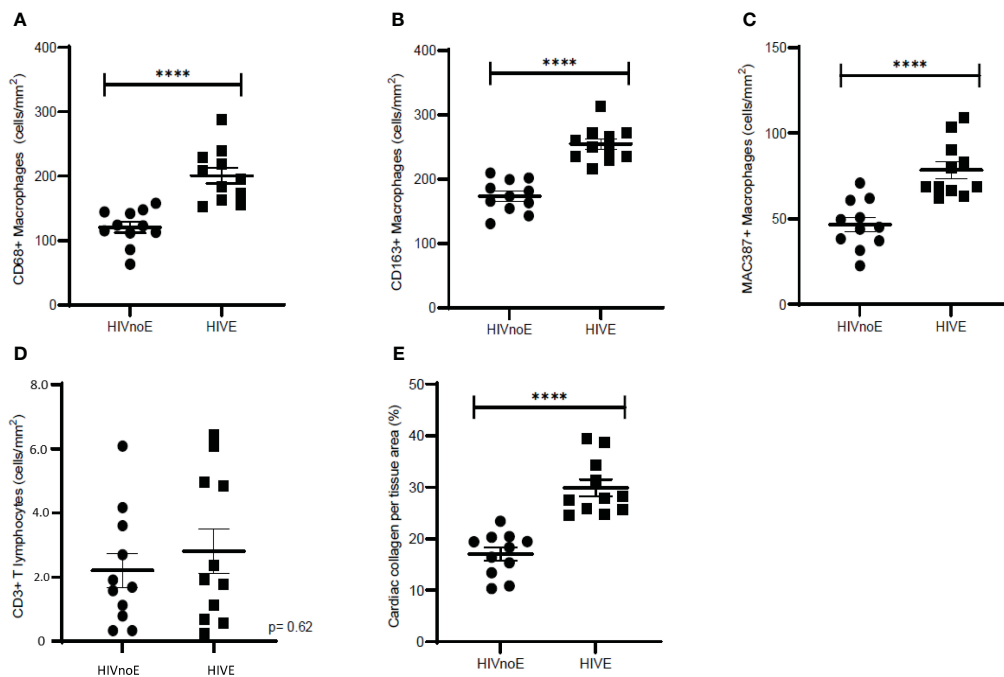 A
CD68+ Macrophages (cells/mm²)
400
300
200
100
0
****
HIVnoE HIVE
B
CD163+ Macrophages (cells/mm²)
400
300
200
100
0
****
HIVnoE HIVE
C
MAC387+ Macrophages (cells/mm²)
150
100
50
0
****
HIVnoE HIVE
D
CD3+ T lymphocytes (cells/mm²)
8.0
6.0
4.0
2.0
0
p= 0.62
HIVnoE HIVE
E
Cardiac collagen per tissue area (%)
50
40
30
20
10
0
****
HIVnoE HIVE